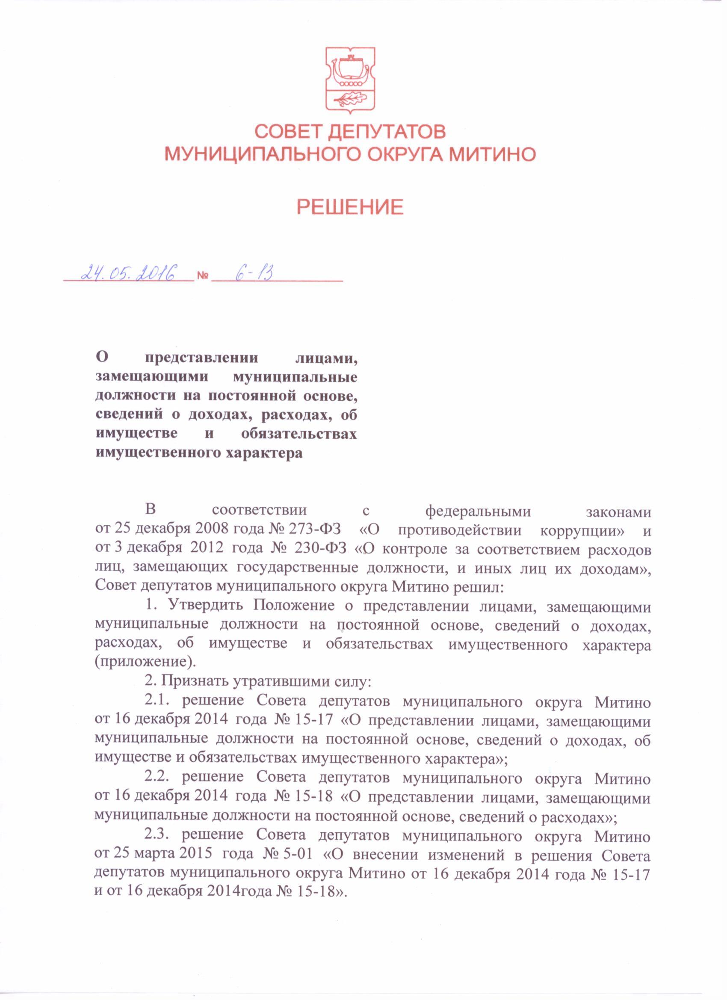 СОВЕТ ДЕПУТАТОВ
МУНИЦИПАЛЬНОГО ОКРУГА МИТИНО
РЕШЕНИЕ
24.05.2016 № 6-13
О представлении лицами,
замещающими муниципальные
должности на постоянной основе,
сведений о доходах, расходах, об
имуществе и обязательствах
имущественного характера
В соответствии с федеральными законами
от 25 декабря 2008 года № 273-ФЗ «О противодействии коррупции» и
от 3 декабря 2012 года № 230-ФЗ «О контроле за соответствием расходов
лиц, замещающих государственные должности, и иных лиц их доходам»,
Совет депутатов муниципального округа Митино решил:
1. Утвердить Положение о представлении лицами, замещающими
муниципальные должности на постоянной основе, сведений о доходах,
расходах, об имуществе и обязательствах имущественного характера
(приложение).
2. Признать утратившими силу:
2.1. решение Совета депутатов муниципального округа Митино
от 16 декабря 2014 года № 15-17 «О представлении лицами, замещающими
муниципальные должности на постоянной основе, сведений о доходах, об
имуществе и обязательствах имущественного характера»;
2.2. решение Совета депутатов муниципального округа Митино
от 16 декабря 2014 года № 15-18 «О представлении лицами, замещающими
муниципальные должности на постоянной основе, сведений о расходах»;
2.3. решение Совета депутатов муниципального округа Митино
от 25 марта 2015 года № 5-01 «О внесении изменений в решения Совета
депутатов муниципального округа Митино от 16 декабря 2014 года № 15-17
и от 16 декабря 2014года № 15-18».